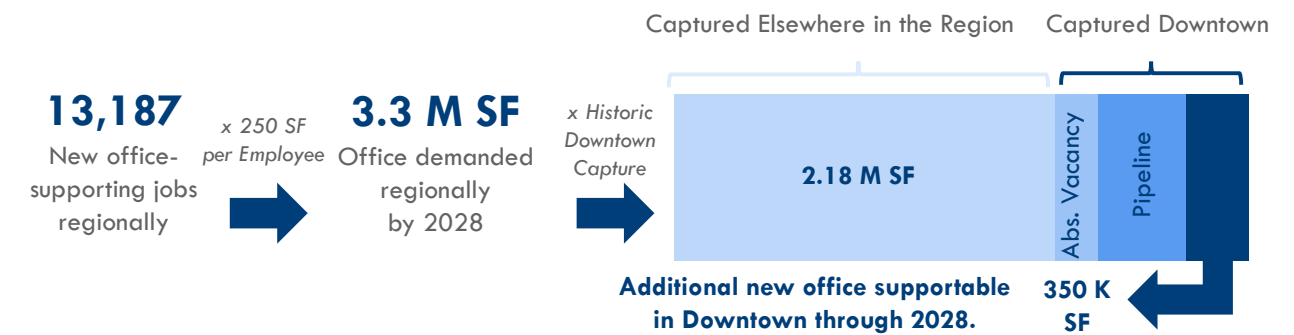 Captured Elsewhere in the Region
Captured Downtown
13,187
New office-
supporting jobs
regionally
x 250 SF
per Employee
3.3 M SF
Office demanded
regionally
by 2028
x Historic
Downtown
Capture
2.18 M SF
Abs. Vacancy
Pipeline
Additional new office supportable
in Downtown through 2028.
350 K
SF